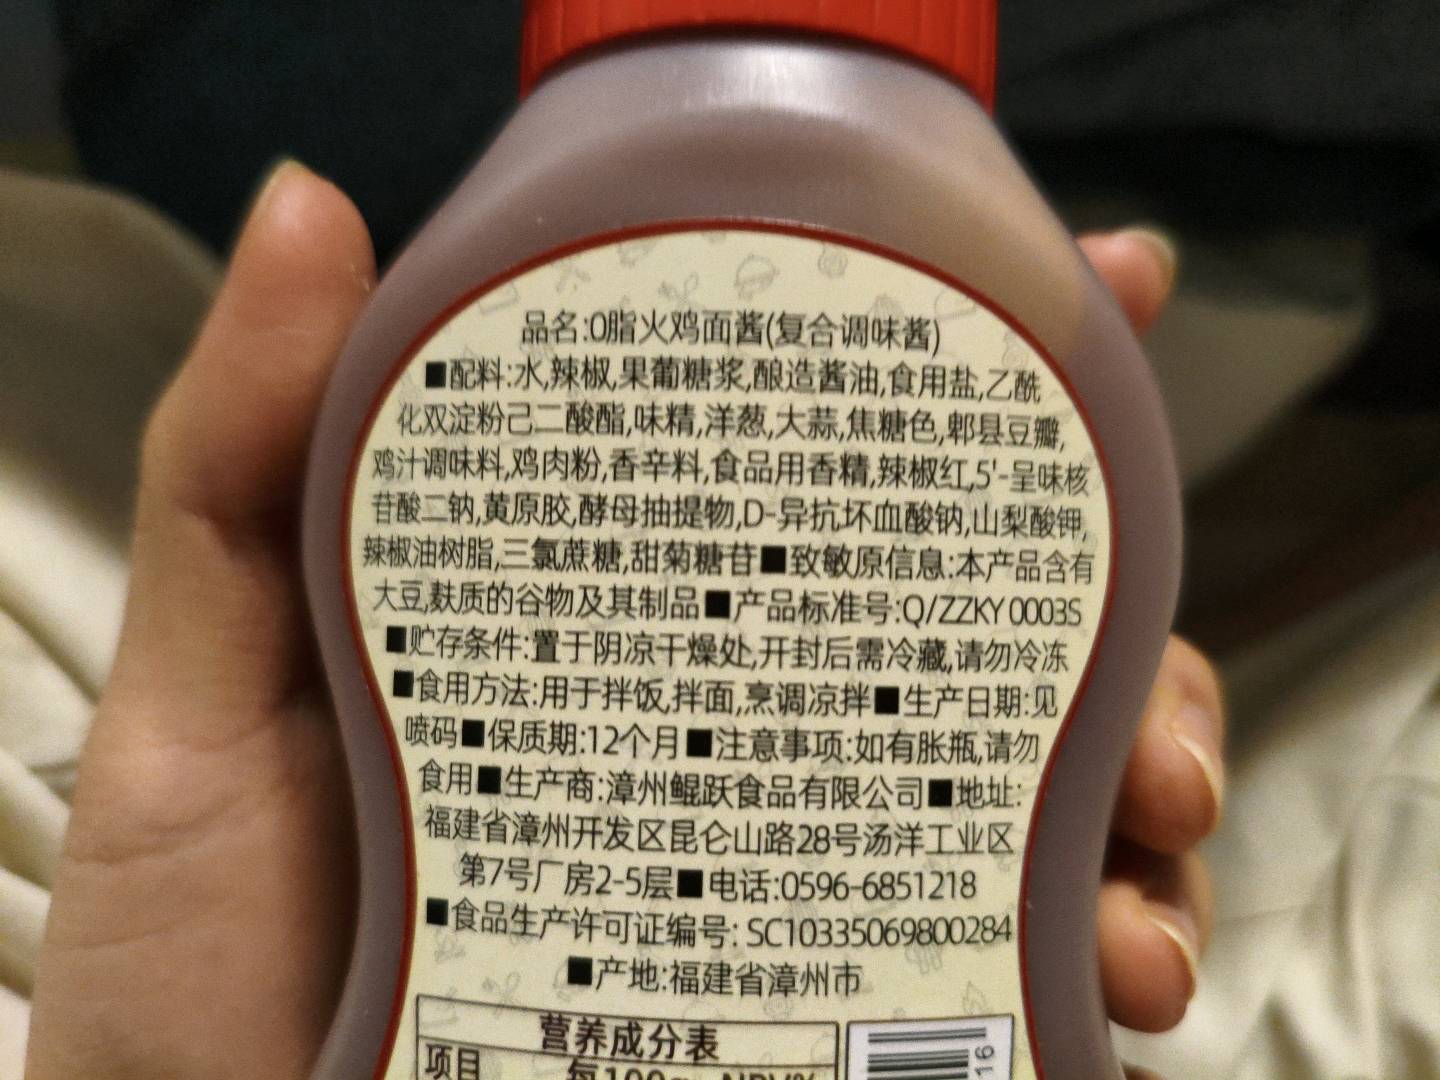 品名:0脂火鸡面酱(复合调味酱)
■配料:水,辣椒,果葡糖浆,酿造酱油,食用盐,乙酰
化双淀粉己二酸酯,味精,洋葱,大蒜,焦糖色,郫县豆瓣,
鸡汁调味料,鸡肉粉,香辛料,食品用香精,辣椒红,5'-呈味核
苷酸二钠,黄原胶,酵母抽提物,D-异抗坏血酸钠,山梨酸钾,
辣椒油树脂,三氯蔗糖,甜菊糖苷■致敏原信息:本产品含有
大豆,麸质的谷物及其制品■产品标准号:Q/ZZKY 0003S
■贮存条件:置于阴凉干燥处,开封后需冷藏,请勿冷冻
■食用方法:用于拌饭,拌面,烹调凉拌■生产日期:见
喷码■保质期:12个月■注意事项:如有胀瓶,请勿
食用■生产商:漳州鲲跃食品有限公司■地址:
福建省漳州开发区昆仑山路28号汤洋工业区
第7号厂房2-5层■电话:0596-6851218
■食品生产许可证编号: SC10335069800284
■产地:福建省漳州市
营养成分表
项目 每100g NRV%
16